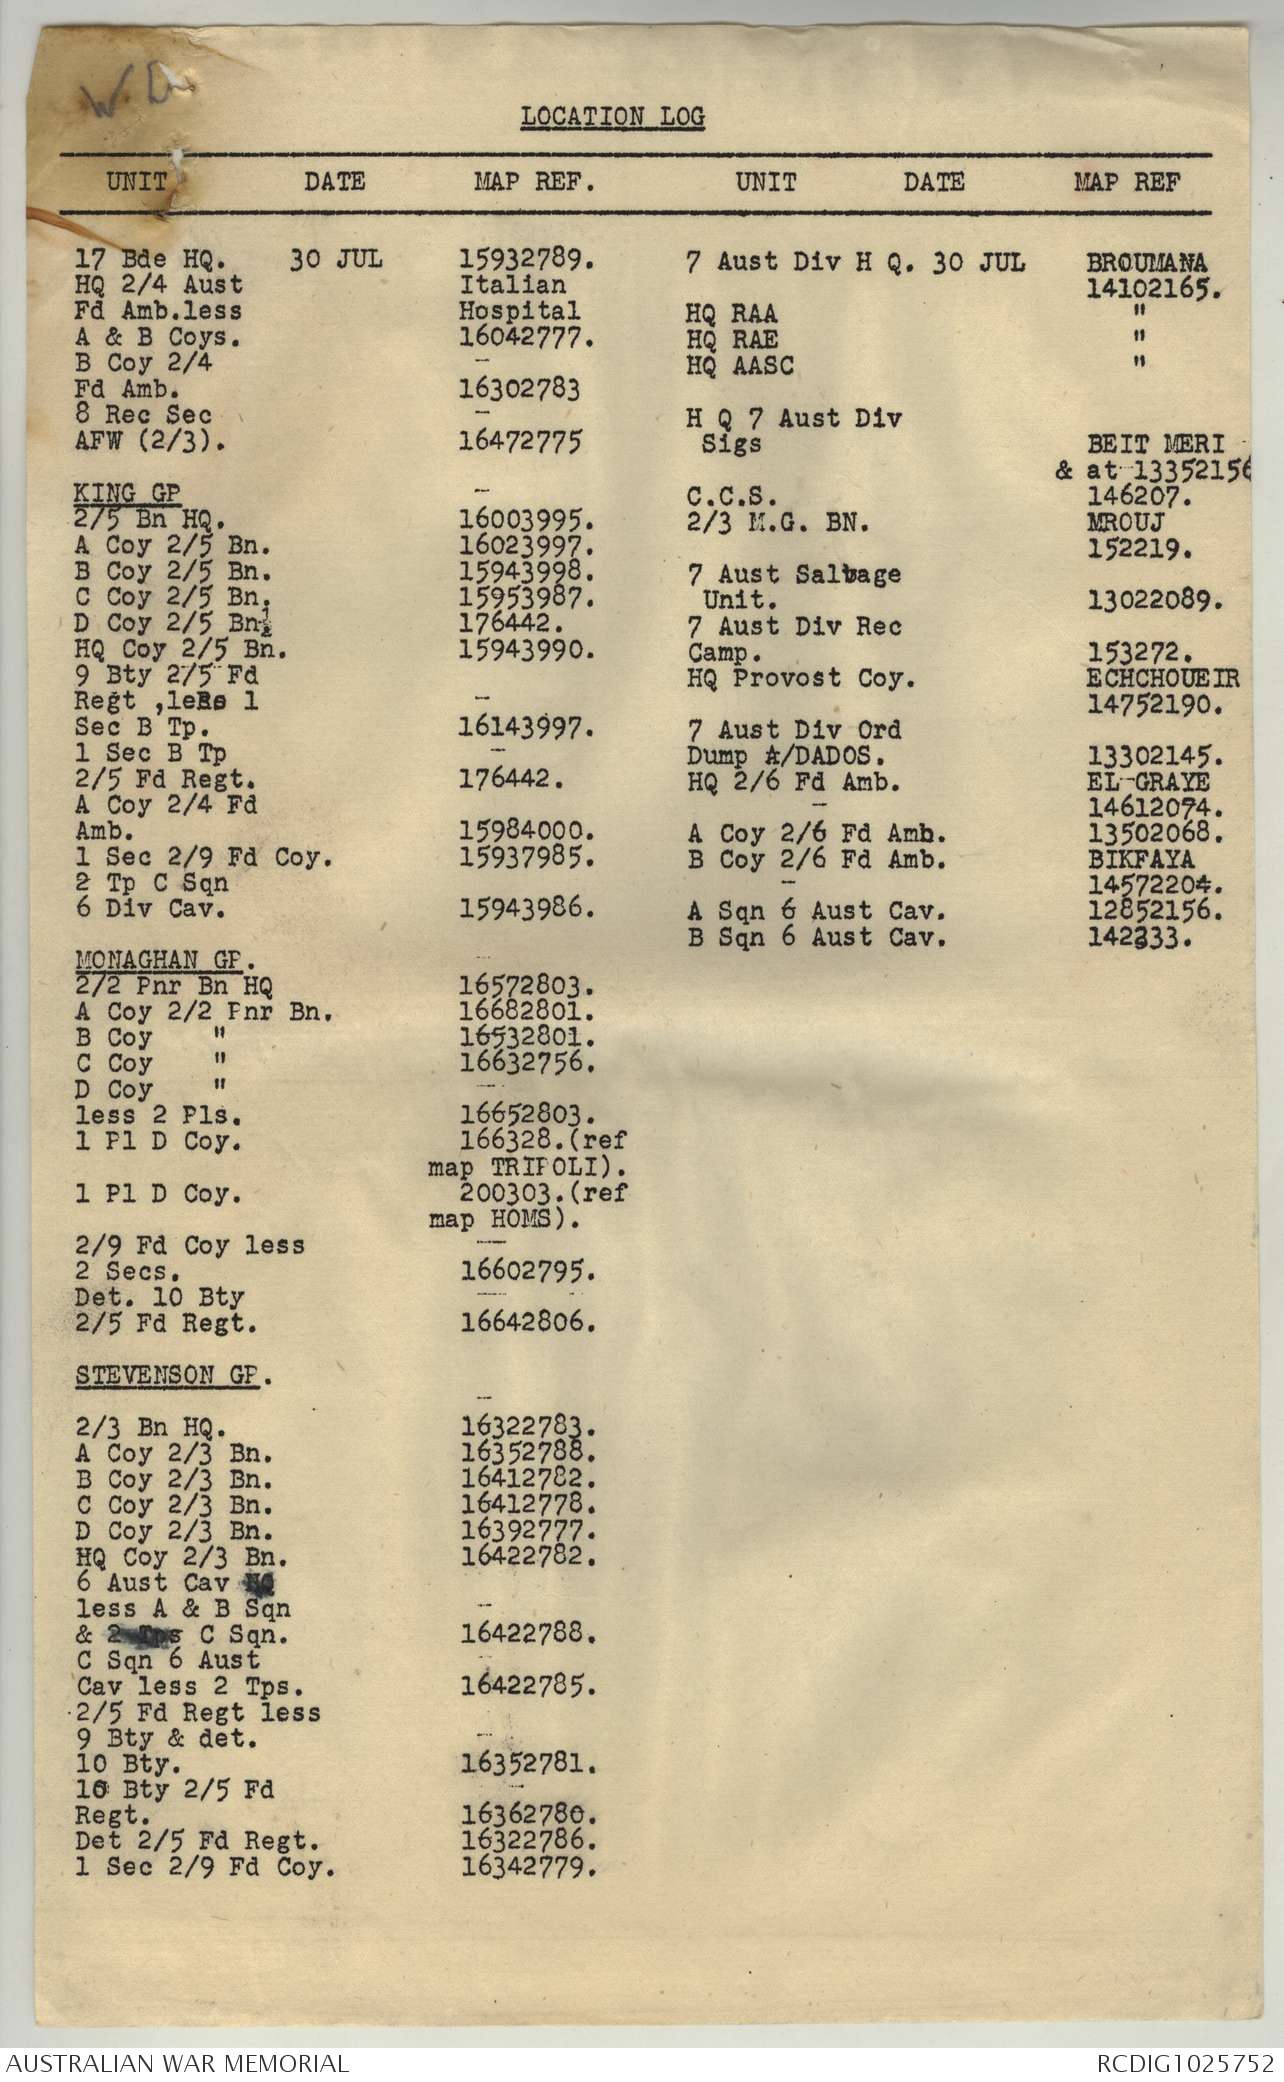 W D
LOCATION LOG
UNIT DATE MAP REF. UNIT DATE MAP REF
17 Bde HQ. 30 JUL 15932789.
HQ 2/4 Aust Italian
Fd Amb.less Hospital
A & B Coys. 16042777.
B Coy 2/4 -
Fd Amb. 16302783
8 Rec Sec -
AFW (2/3). 16472775
KING GP -
2/5 Bn HQ. 16003995.
A Coy 2/5 Bn. 16023997.
B Coy 2/5 Bn. 15943998.
C Coy 2/5 Bn. 15953987.
D Coy 2/5 Bn. 176442.
HQ Coy 2/5 Bn. 15943990.
9 Bty 2/5 Fd
Regt ,less 1 -
Sec B Tp. 16143997.
1 Sec B Tp -
2/5 Fd Regt. 176442.
A Coy 2/4 Fd
Amb. 15984000.
1 Sec 2/9 Fd Coy. 15937985.
2 Tp C Sqn
6 Div Cav. 15943986.
MONAGHAN GP.
2/2 Pnr Bn HQ 16572803.
A Coy 2/2 Pnr Bn. 16682801.
B Coy " 16532801.
C Coy " 16632756.
D Coy " -
less 2 Pls. 16652803.
1 Pl D Coy. 166328.(ref
map TRIPOLI).
1 Pl D Coy. 200303.(ref
map HOMS).
2/9 Fd Coy less -
2 Secs. 16602795.
Det. 10 Bty -
2/5 Fd Regt. 16642806.
STEVENSON GP.
-
2/3 Bn HQ. 16322783.
A Coy 2/3 Bn. 16352788.
B Coy 2/3 Bn. 16412782.
C Coy 2/3 Bn. 16412778.
D Coy 2/3 Bn. 16392777.
HQ Coy 2/3 Bn. 16422782.
6 Aust Cav HQ
less A & B Sqn -
& 2 Tps C Sqn. 16422788.
C Sqn 6 Aust -
Cav less 2 Tps. 16422785.
2/5 Fd Regt less
9 Bty & det. -
10 Bty. 16352781.
10 Bty 2/5 Fd -
Regt. 16362780.
Det 2/5 Fd Regt. 16322786.
1 Sec 2/9 Fd Coy. 16342779.
7 Aust Div H Q. 30 JUL BROUMANA
14102165.
HQ RAA "
HQ RAE "
HQ AASC "
H Q 7 Aust Div
Sigs BEIT MERI
& at 13352156
C.C.S. 146207.
2/3 M.G. BN. MROUJ
152219.
7 Aust Salvage
Unit. 13022089.
7 Aust Div Rec
Camp. 153272.
HQ Provost Coy. ECHCHOUEIR
14752190.
7 Aust Div Ord
Dump A/DADOS. 13302145.
HQ 2/6 Fd Amb. EL-GRAYE
- 14612074.
A Coy 2/6 Fd Amb. 13502068.
B Coy 2/6 Fd Amb. BIKFAYA
- 14572204.
A Sqn 6 Aust Cav. 12852156.
B Sqn 6 Aust Cav. 142333.
AUSTRALIAN WAR MEMORIAL RCDIG1025752